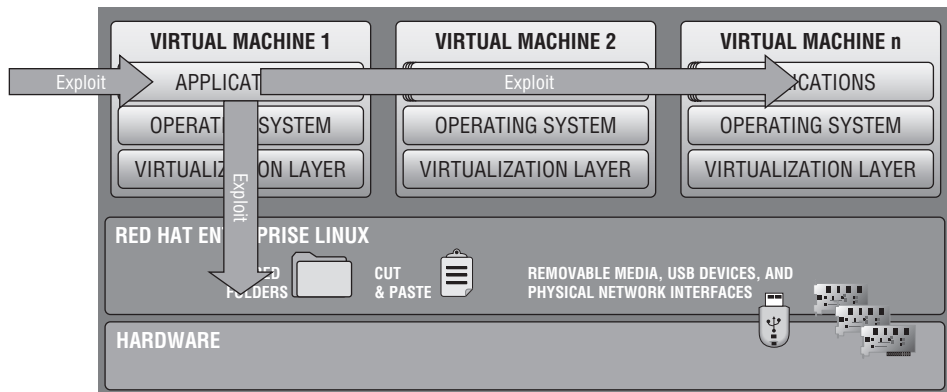 VIRTUAL MACHINE 1
VIRTUAL MACHINE 2
VIRTUAL MACHINE n
Exploit
APPLICAT
Exploit
ICATIONS
OPERATI SYSTEM
OPERATING SYSTEM
OPERATING SYSTEM
VIRTUALIZ ON LAYER
VIRTUALIZATION LAYER
VIRTUALIZATION LAYER
Exploit
RED HAT EN PRISE LINUX
ED
FOLDERS
CUT
& PASTE
REMOVABLE MEDIA, USB DEVICES, AND
PHYSICAL NETWORK INTERFACES
HARDWARE